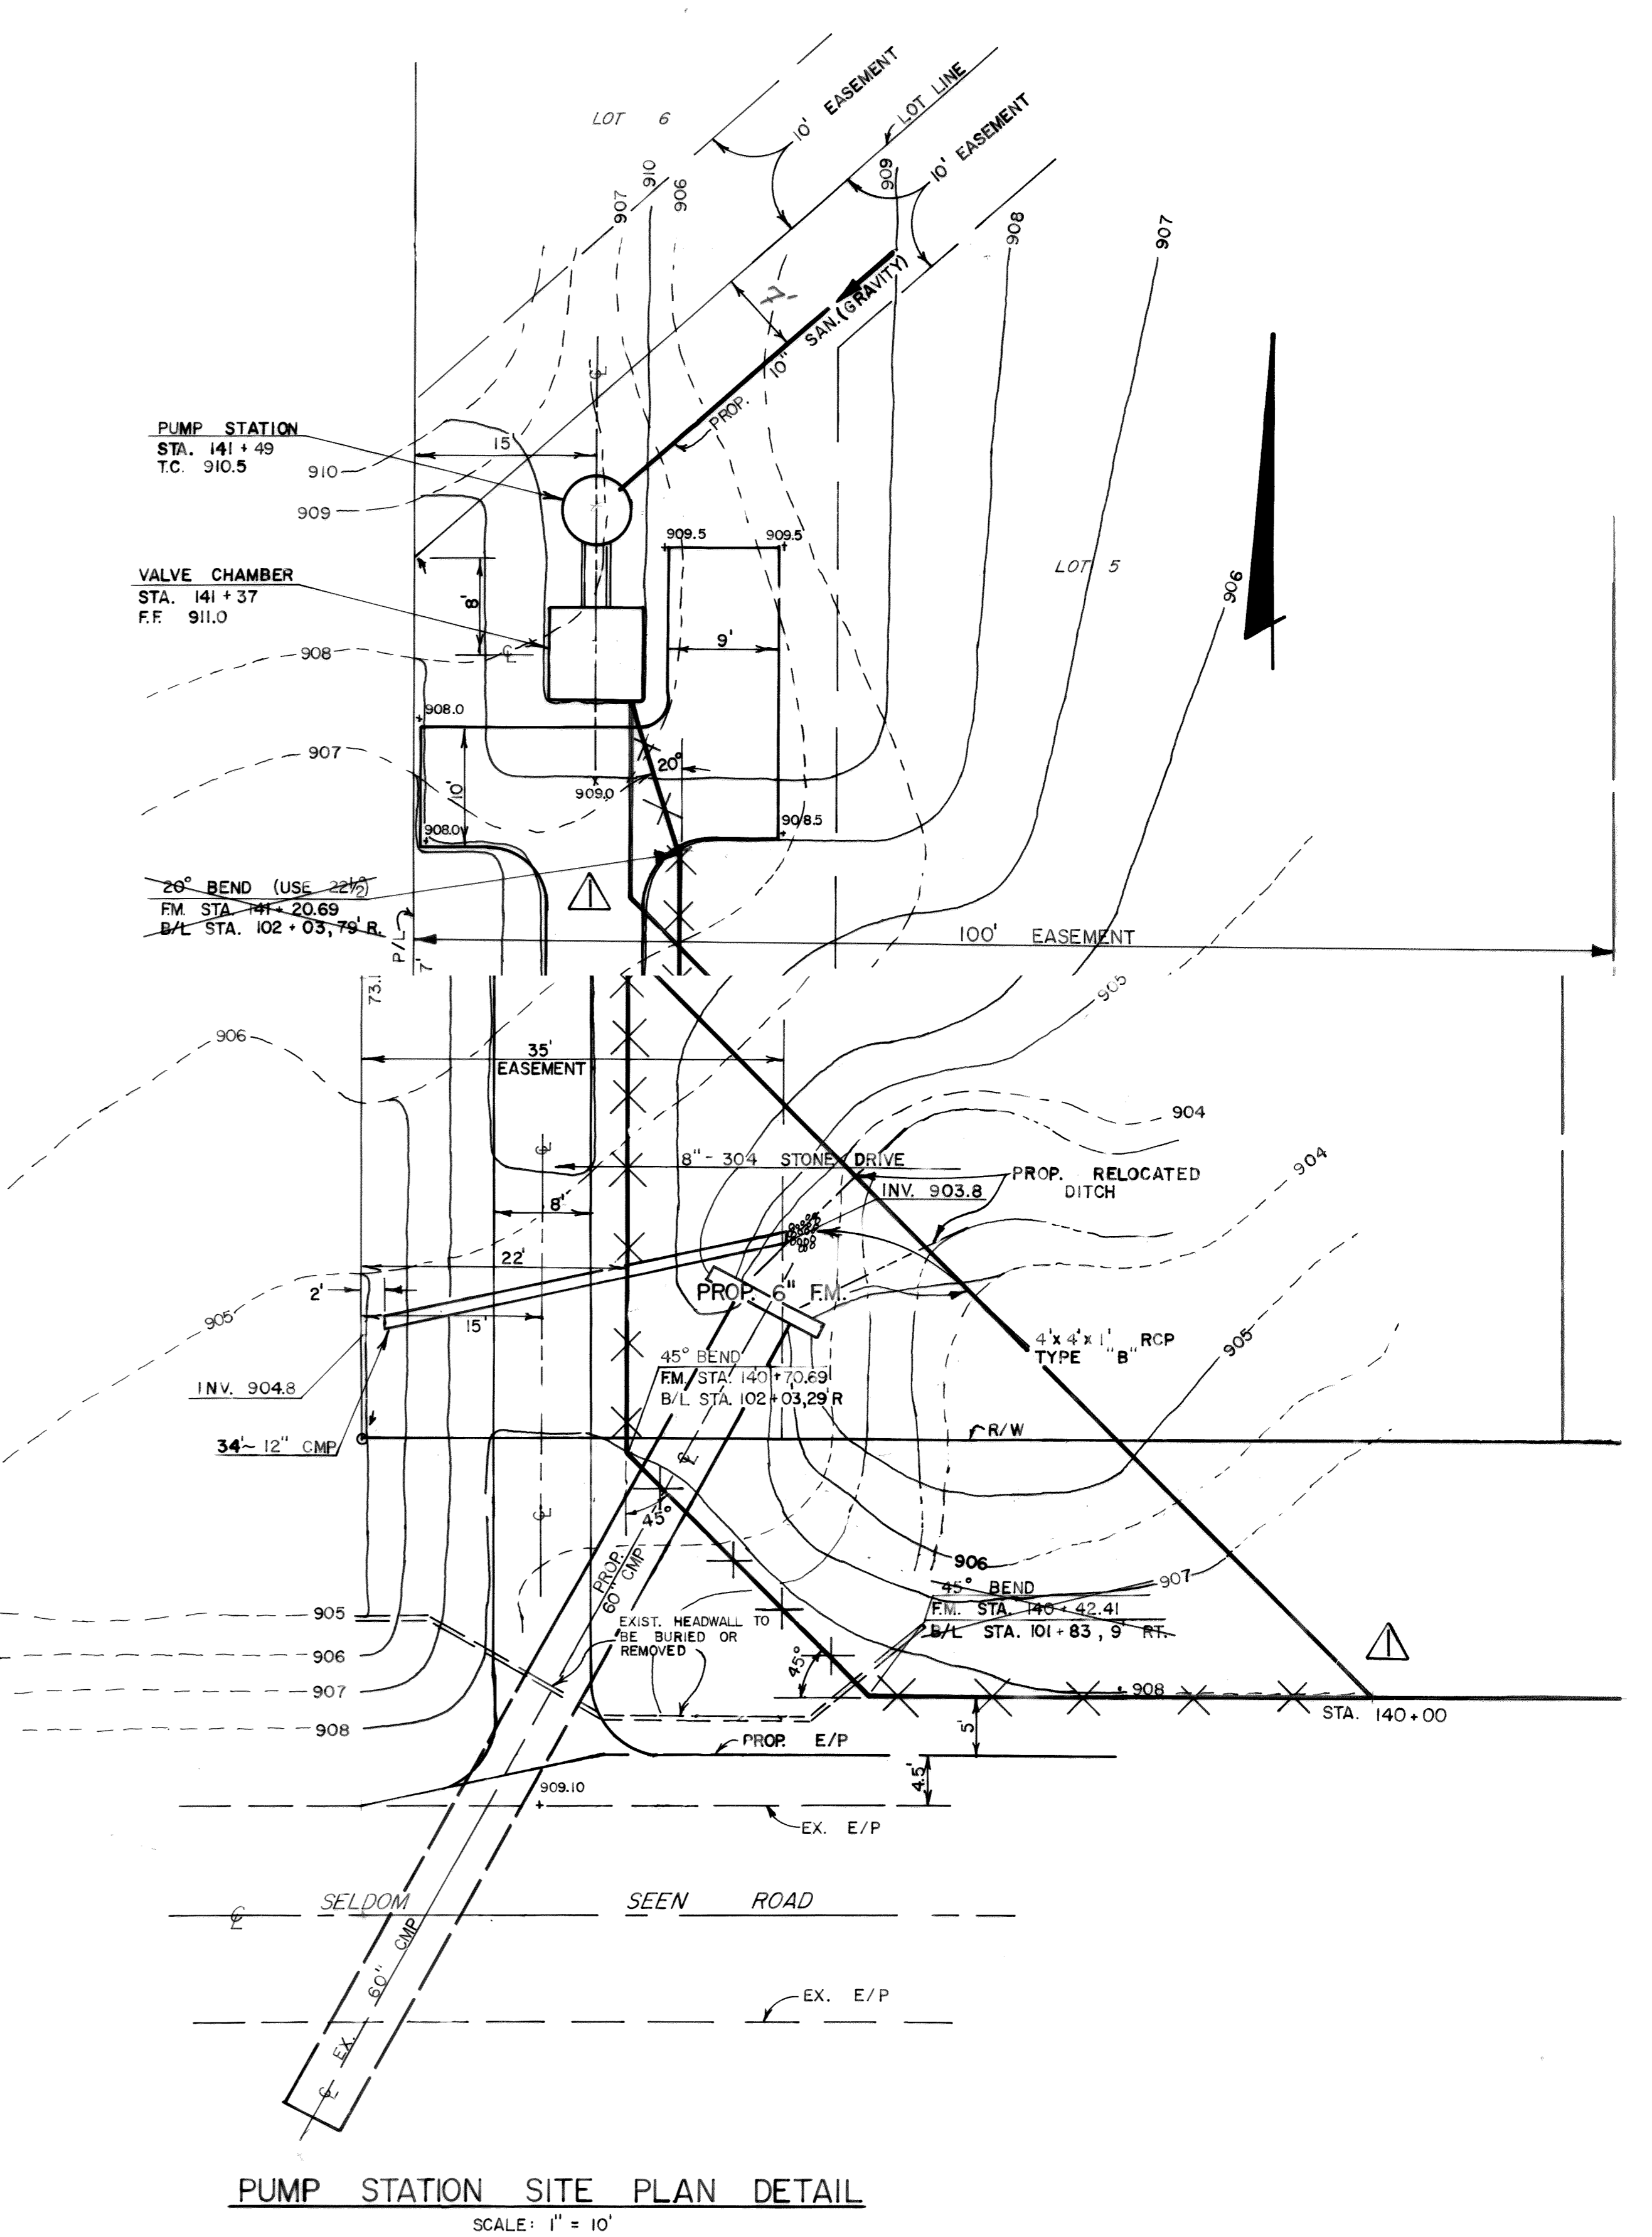 LOT 6
10' EASEMENT
LOT LINE
10' EASEMENT
907
910
906
909
908
907
7-
SAN. (GRAVITY)
10"
PROP.
PUMP STATION
STA. 141 + 49
T.C. 910.5
15
910
909
℄
909.5
909.5
LOT 5
906
VALVE CHAMBER
STA. 141 + 37
F.F. 911.0
8'
9'
℄
908
908.0
907
10'
20°
909.0
908.0
908.5
20° BEND (USE 22½°)
F.M. STA. 141 + 20.69
B/L STA. 102 + 03, 79' R.
P/L
100' EASEMENT
7'
73.1
905
906
35'
EASEMENT
904
℄
8"- 304 STONE DRIVE
PROP. RELOCATED
DITCH
904
INV. 903.8
8'
22'
2'
15'
PROP. 6" F.M.
905
4' x 4' x 1' RCP
TYPE "B"
905
45° BEND
F.M. STA. 140 + 70.69
B/L STA. 102 + 03, 29' R
INV. 904.8
34'~ 12" CMP
R/W
℄
℄
45°
906
PROP.
60" CMP
907
45° BEND
F.M. STA. 140 + 42.41
B/L STA. 101 + 83, 9' RT.
905
EXIST. HEADWALL TO
BE BURIED OR
REMOVED
906
45°
907
908
908
STA. 140 + 00
5'
PROP. E/P
4.5'
909.10
EX. E/P
℄
SELDOM SEEN ROAD
60" CMP
EX.
EX. E/P
℄
PUMP STATION SITE PLAN DETAIL
SCALE: 1" = 10'